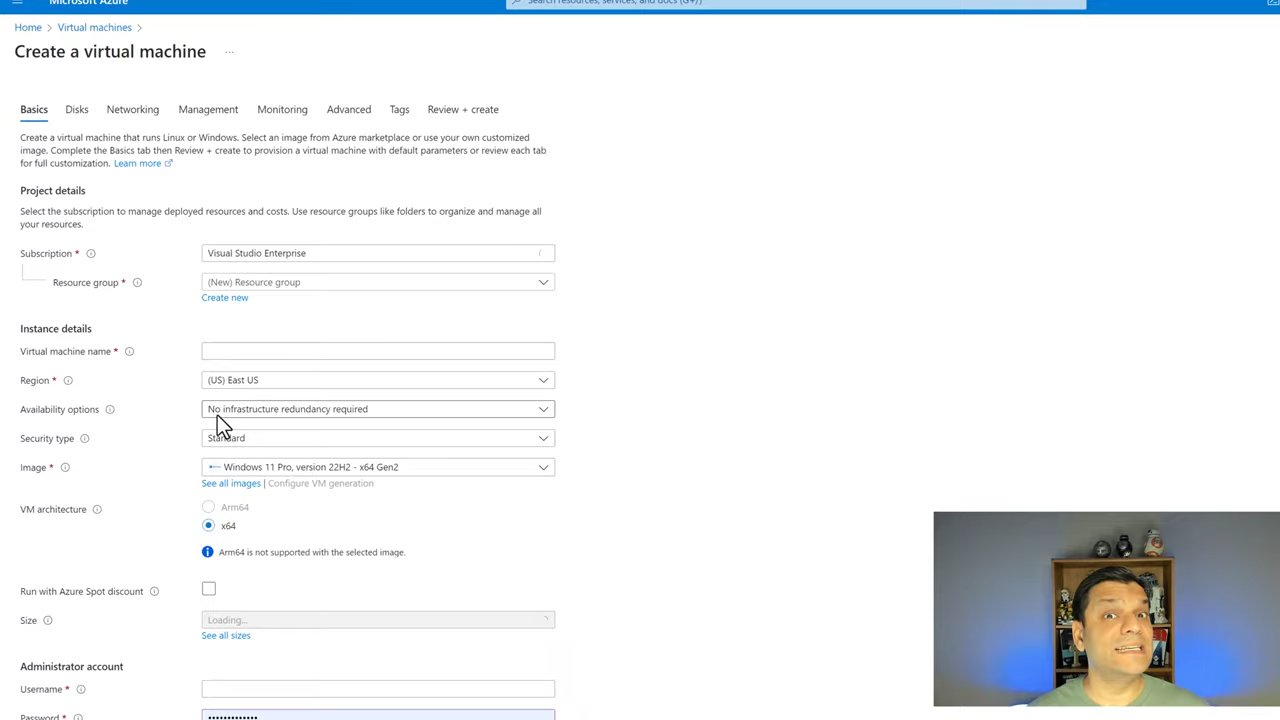 Microsoft Azure
Search resources, services, and docs (G+/)
Home > Virtual machines >
Create a virtual machine ...
Basics Disks Networking Management Monitoring Advanced Tags Review + create
Create a virtual machine that runs Linux or Windows. Select an image from Azure marketplace or use your own customized
image. Complete the Basics tab then Review + create to provision a virtual machine with default parameters or review each tab
for full customization. Learn more
Project details
Select the subscription to manage deployed resources and costs. Use resource groups like folders to organize and manage all
your resources.
Subscription * Visual Studio Enterprise
Resource group * (New) Resource group
Create new
Instance details
Virtual machine name *
Region * (US) East US
Availability options No infrastructure redundancy required
Security type Standard
Image * Windows 11 Pro, version 22H2 - x64 Gen2
See all images | Configure VM generation
VM architecture Arm64
x64
Arm64 is not supported with the selected image.
Run with Azure Spot discount
Size Loading...
See all sizes
Administrator account
Username *
Password * •••••••••••••